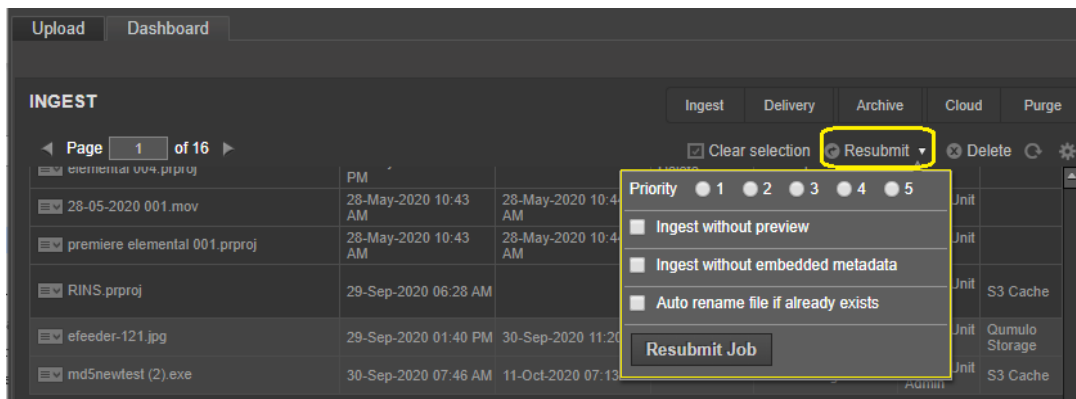 Upload Dashboard
INGEST
Ingest Delivery Archive Cloud Purge
Page 1 of 16
Clear selection Resubmit Delete
elemental 004.prproj PM Delete
Priority 1 2 3 4 5
28-05-2020 001.mov 28-May-2020 10:43 AM 28-May-2020 10:44 AM Unit
Ingest without preview
premiere elemental 001.prproj 28-May-2020 10:43 AM 28-May-2020 10:44 AM Unit
Ingest without embedded metadata
RINS.prproj 29-Sep-2020 06:28 AM Unit S3 Cache
Auto rename file if already exists
efeeder-121.jpg 29-Sep-2020 01:40 PM 30-Sep-2020 11:20 Unit Qumulo Storage
Resubmit Job
md5newtest (2).exe 30-Sep-2020 07:46 AM 11-Oct-2020 07:13 Unit Admin S3 Cache